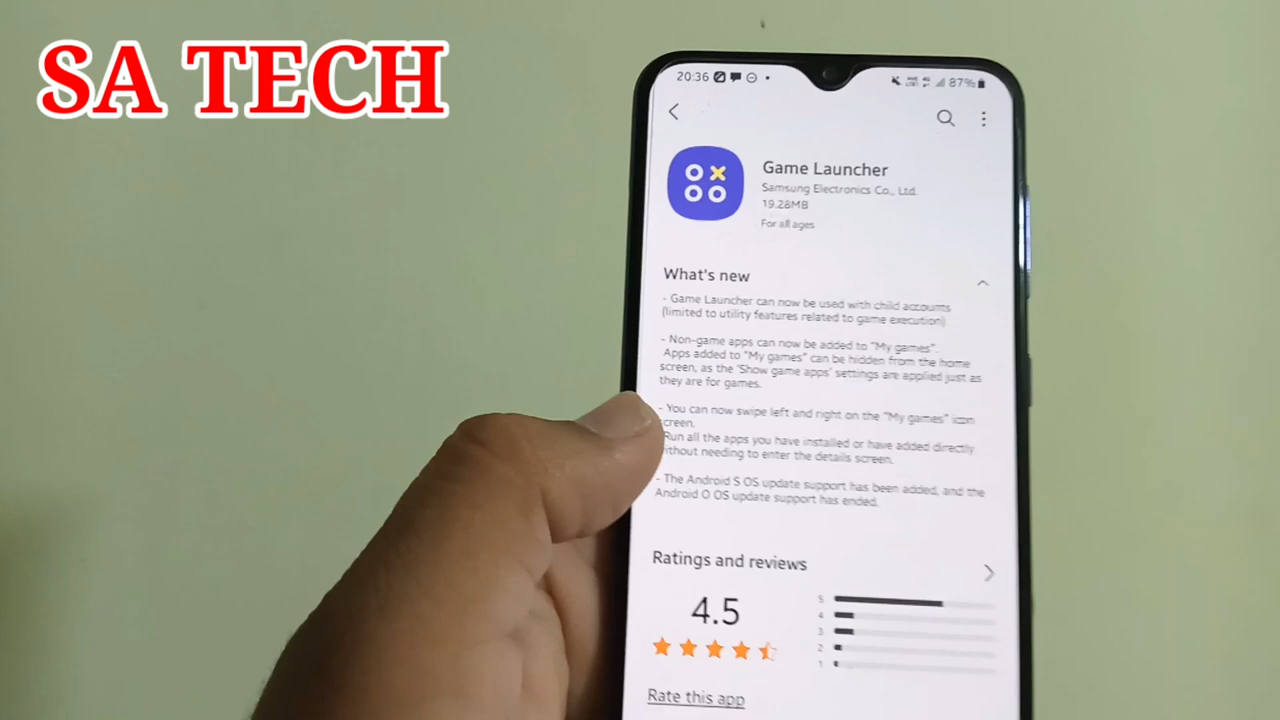 SA TECH
20:36
87%
Game Launcher
Samsung Electronics Co., Ltd.
19.28MB
For all ages
What's new
- Game Launcher can now be used with child accounts
(limited to utility features related to game execution)
- Non-game apps can now be added to "My games".
Apps added to "My games" can be hidden from the home
screen, as the 'Show game apps' settings are applied just as
they are for games.
- You can now swipe left and right on the "My games" icon
screen.
Run all the apps you have installed or have added directly
without needing to enter the details screen.
- The Android S OS update support has been added, and the
Android O OS update support has ended.
Ratings and reviews
4.5
5
4
3
2
1
Rate this app